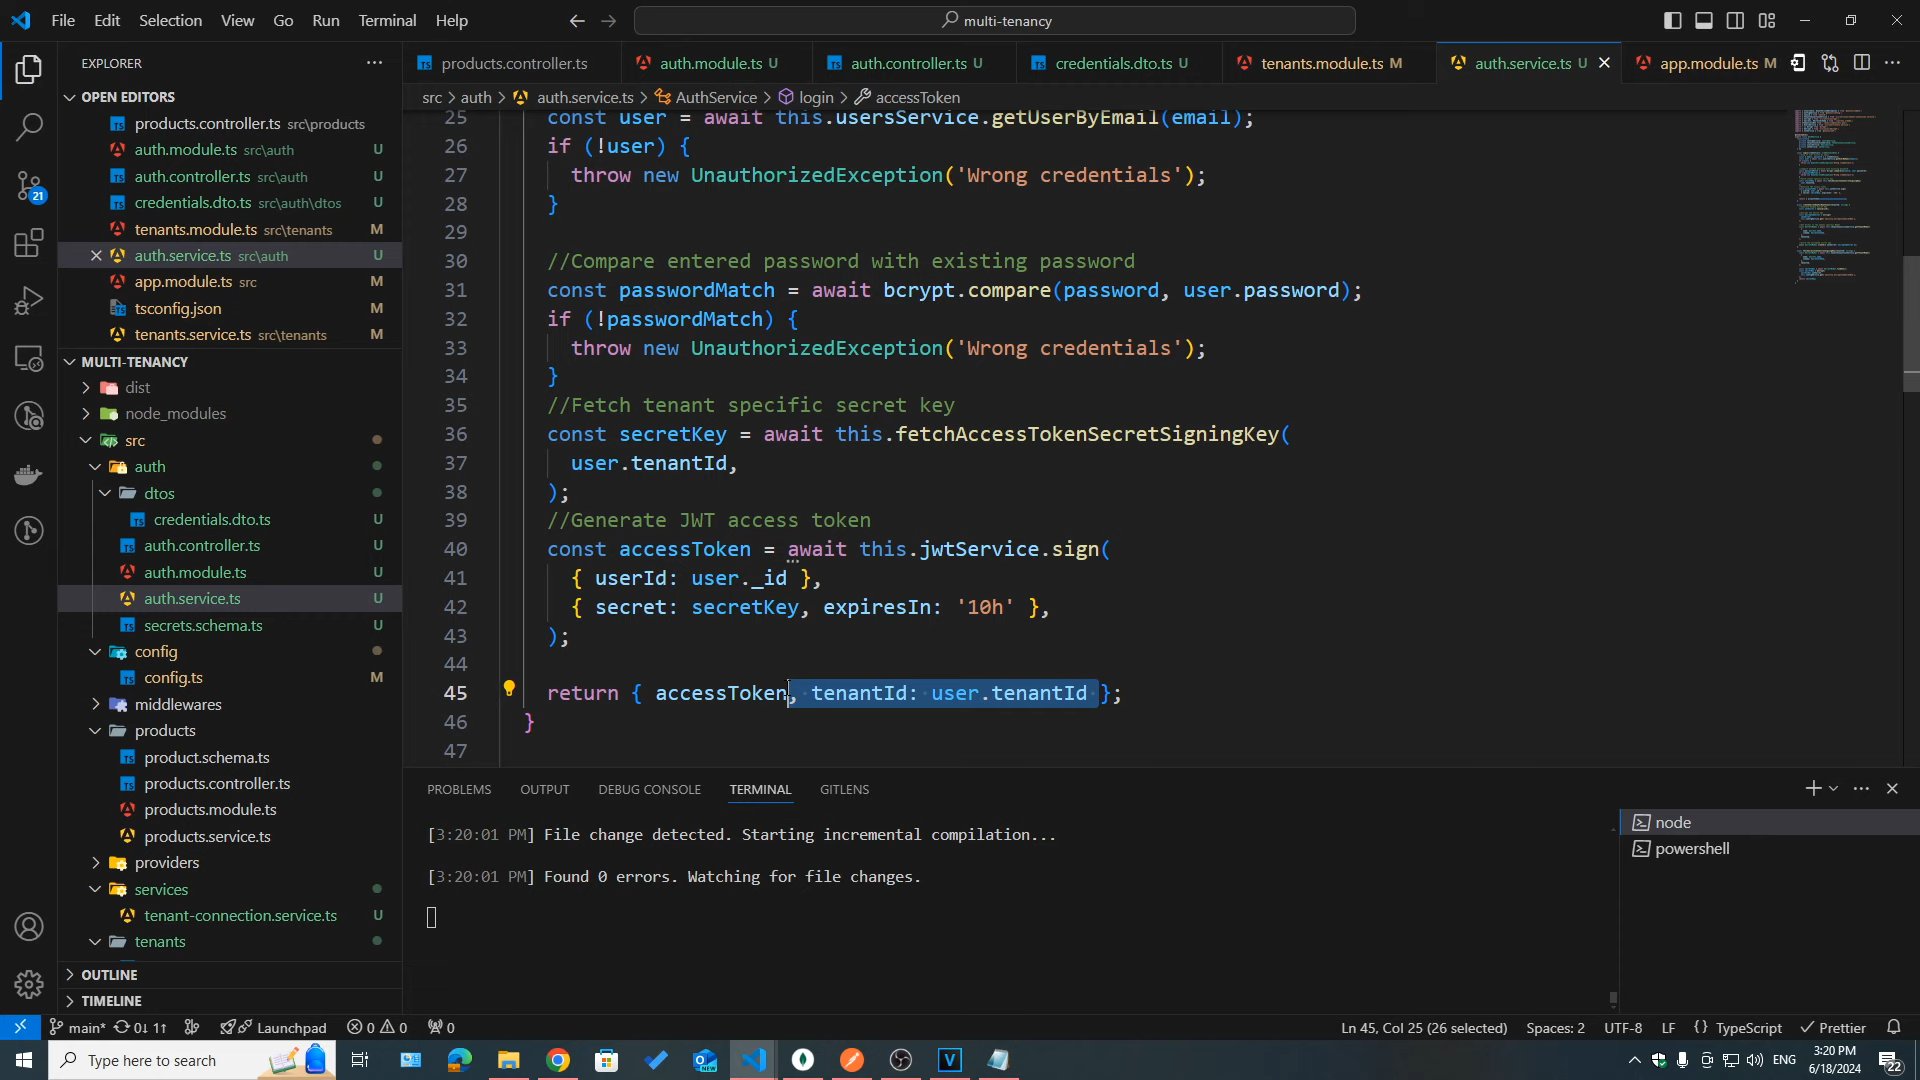 File Edit Selection View Go Run Terminal Help
multi-tenancy
EXPLORER
OPEN EDITORS
products.controller.ts src\products
auth.module.ts src\auth U
auth.controller.ts src\auth U
credentials.dto.ts src\auth\dtos U
tenants.module.ts src\tenants M
auth.service.ts src\auth U
app.module.ts src M
tsconfig.json M
tenants.service.ts src\tenants M
MULTI-TENANCY
dist
node_modules
src
auth
dtos
credentials.dto.ts U
auth.controller.ts U
auth.module.ts U
auth.service.ts U
secrets.schema.ts U
config
config.ts M
middlewares
products
product.schema.ts
products.controller.ts
products.module.ts
products.service.ts
providers
services
tenant-connection.service.ts U
tenants
OUTLINE
TIMELINE
21
products.controller.ts auth.module.ts U auth.controller.ts U credentials.dto.ts U tenants.module.ts M auth.service.ts U app.module.ts M
src > auth > auth.service.ts > AuthService > login > accessToken
25 const user = await this.usersService.getUserByEmail(email);
26 if (!user) {
27 throw new UnauthorizedException('Wrong credentials');
28 }
29
30 //Compare entered password with existing password
31 const passwordMatch = await bcrypt.compare(password, user.password);
32 if (!passwordMatch) {
33 throw new UnauthorizedException('Wrong credentials');
34 }
35 //Fetch tenant specific secret key
36 const secretKey = await this.fetchAccessTokenSecretSigningKey(
37 user.tenantId,
38 );
39 //Generate JWT access token
40 const accessToken = await this.jwtService.sign(
41 { userId: user._id },
42 { secret: secretKey, expiresIn: '10h' },
43 );
44
45 return { accessToken, tenantId: user.tenantId };
46 }
47
PROBLEMS OUTPUT DEBUG CONSOLE TERMINAL GITLENS
[3:20:01 PM] File change detected. Starting incremental compilation...
[3:20:01 PM] Found 0 errors. Watching for file changes.
node
powershell
main* 0↓ 1↑ Launchpad 0 0 0 Ln 45, Col 25 (26 selected) Spaces: 2 UTF-8 LF {} TypeScript Prettier
Type here to search
NEW
V
ENG
3:20 PM
6/18/2024
22